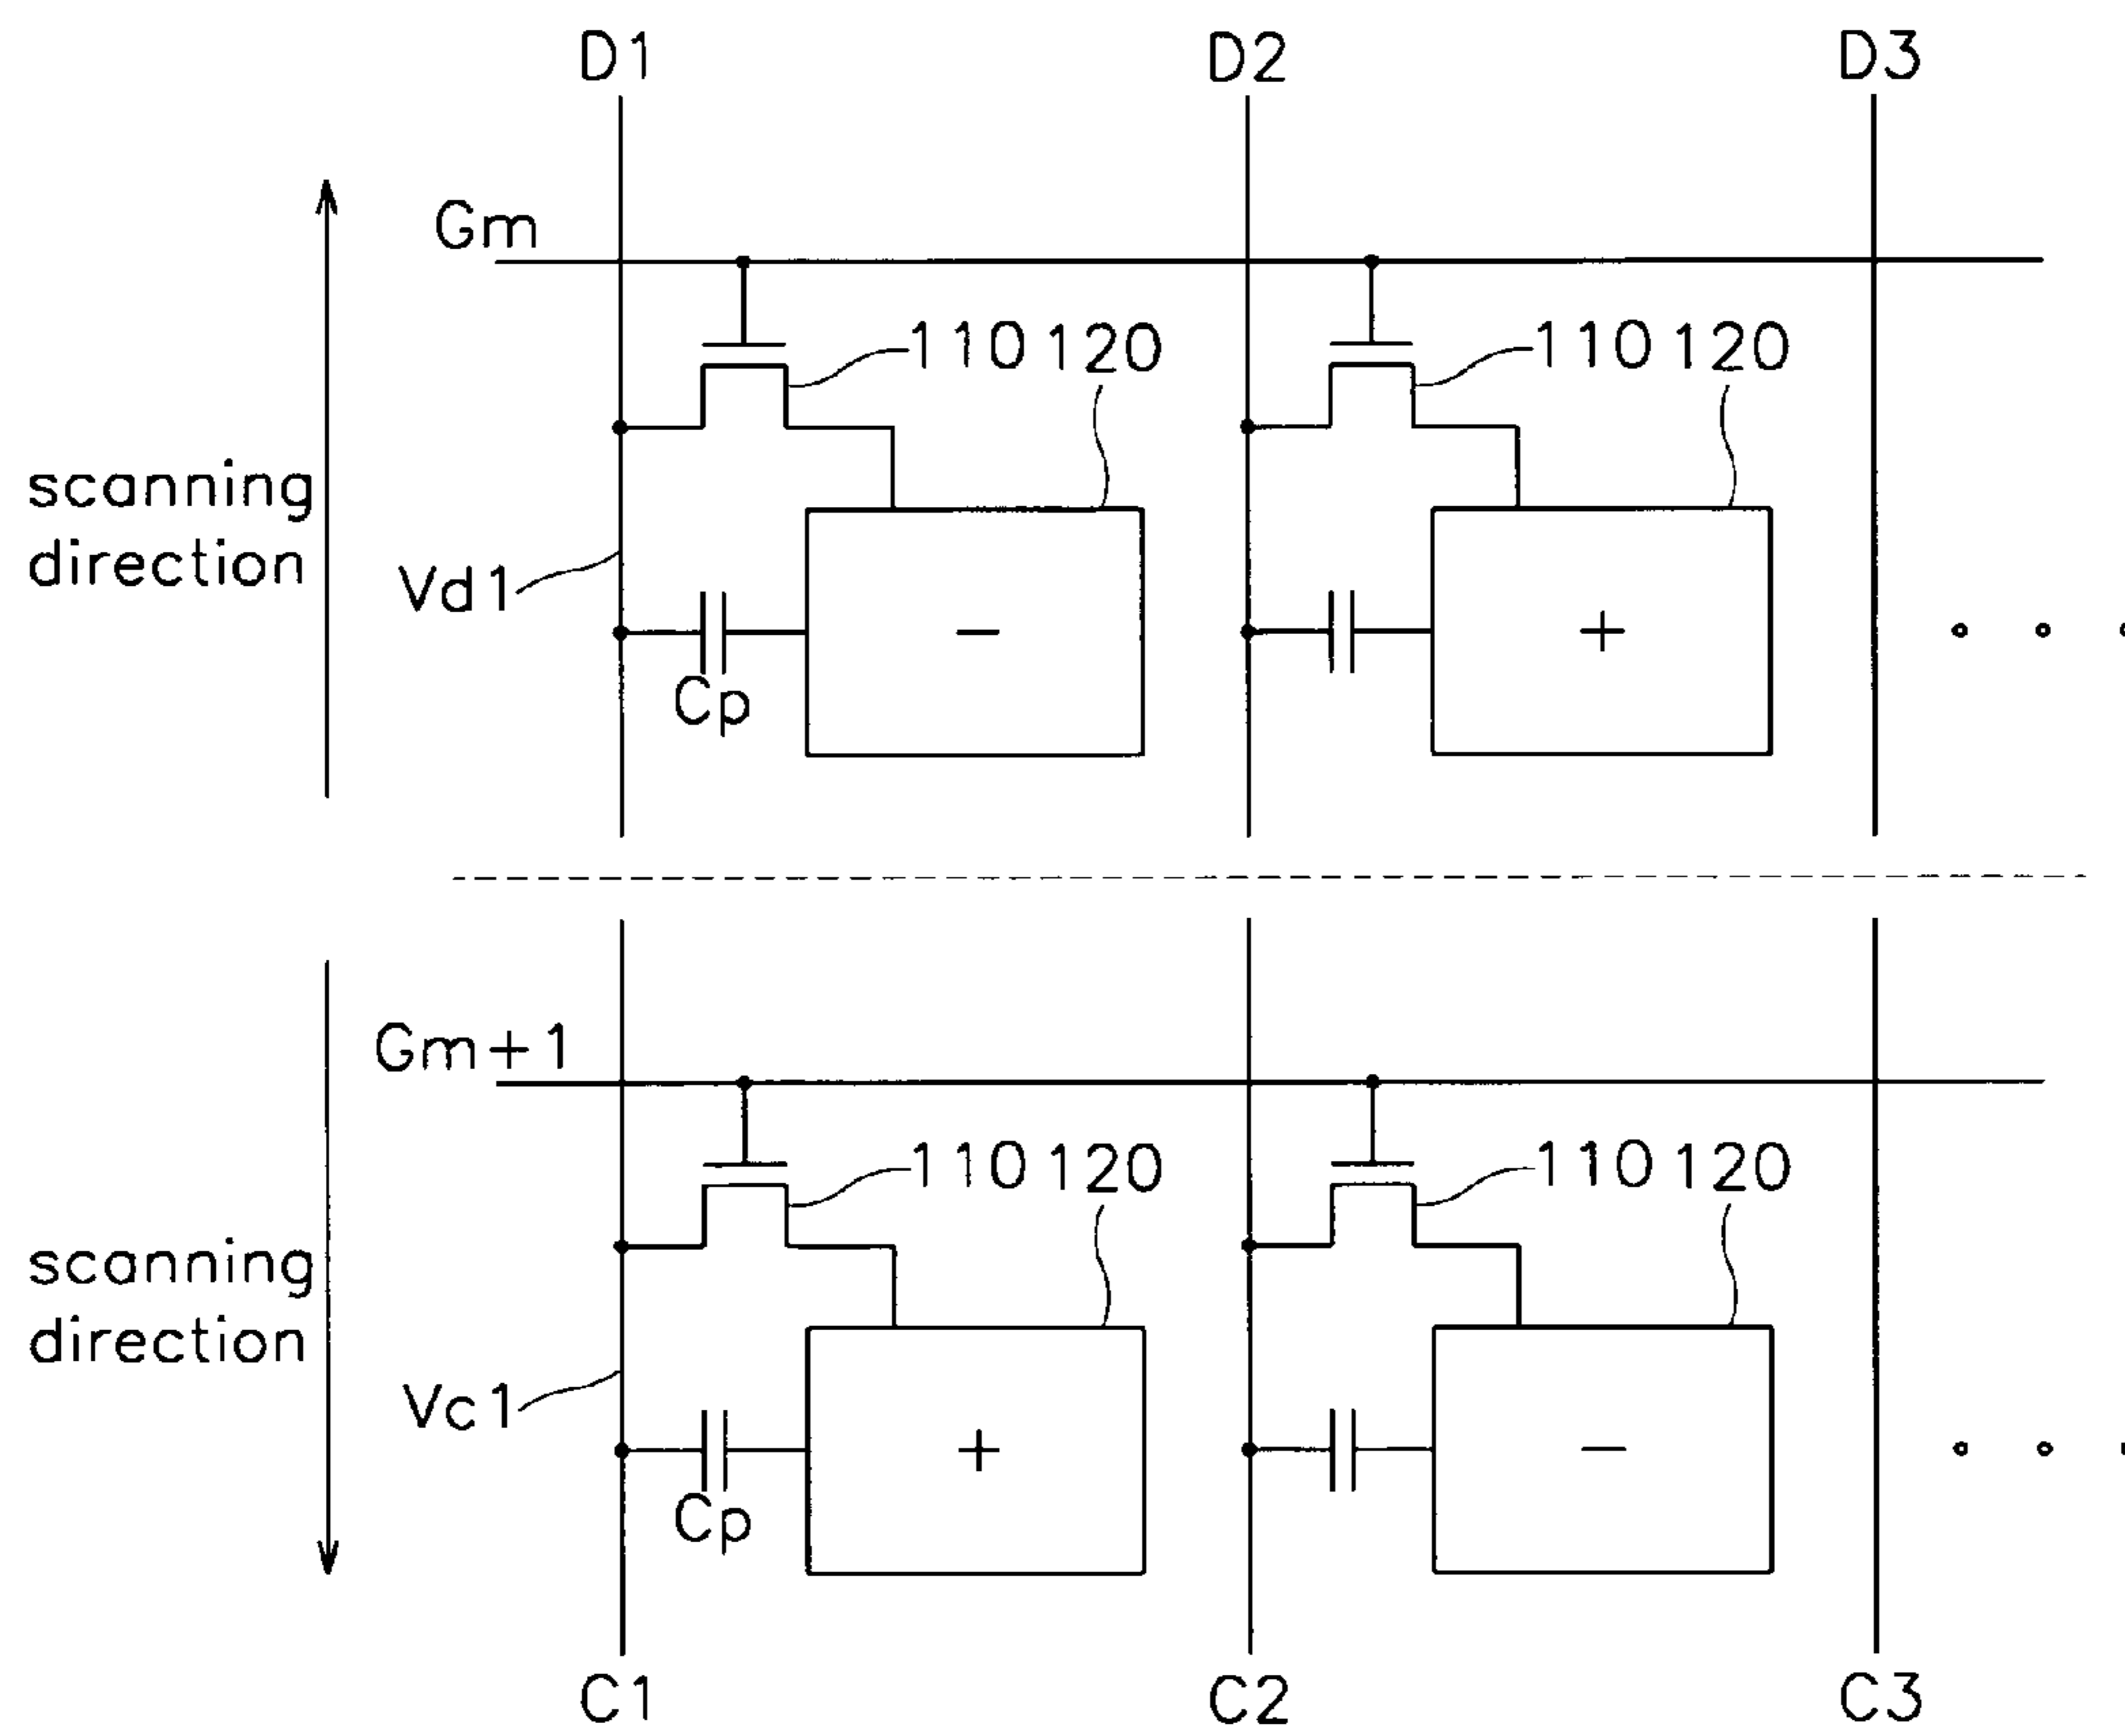 D1 D2 D3
Gm
110 120 110 120
scanning
direction
Vd1
− +
Cp
Gm+1
110 120 110 120
scanning
direction
Vc1
+ −
Cp
C1 C2 C3